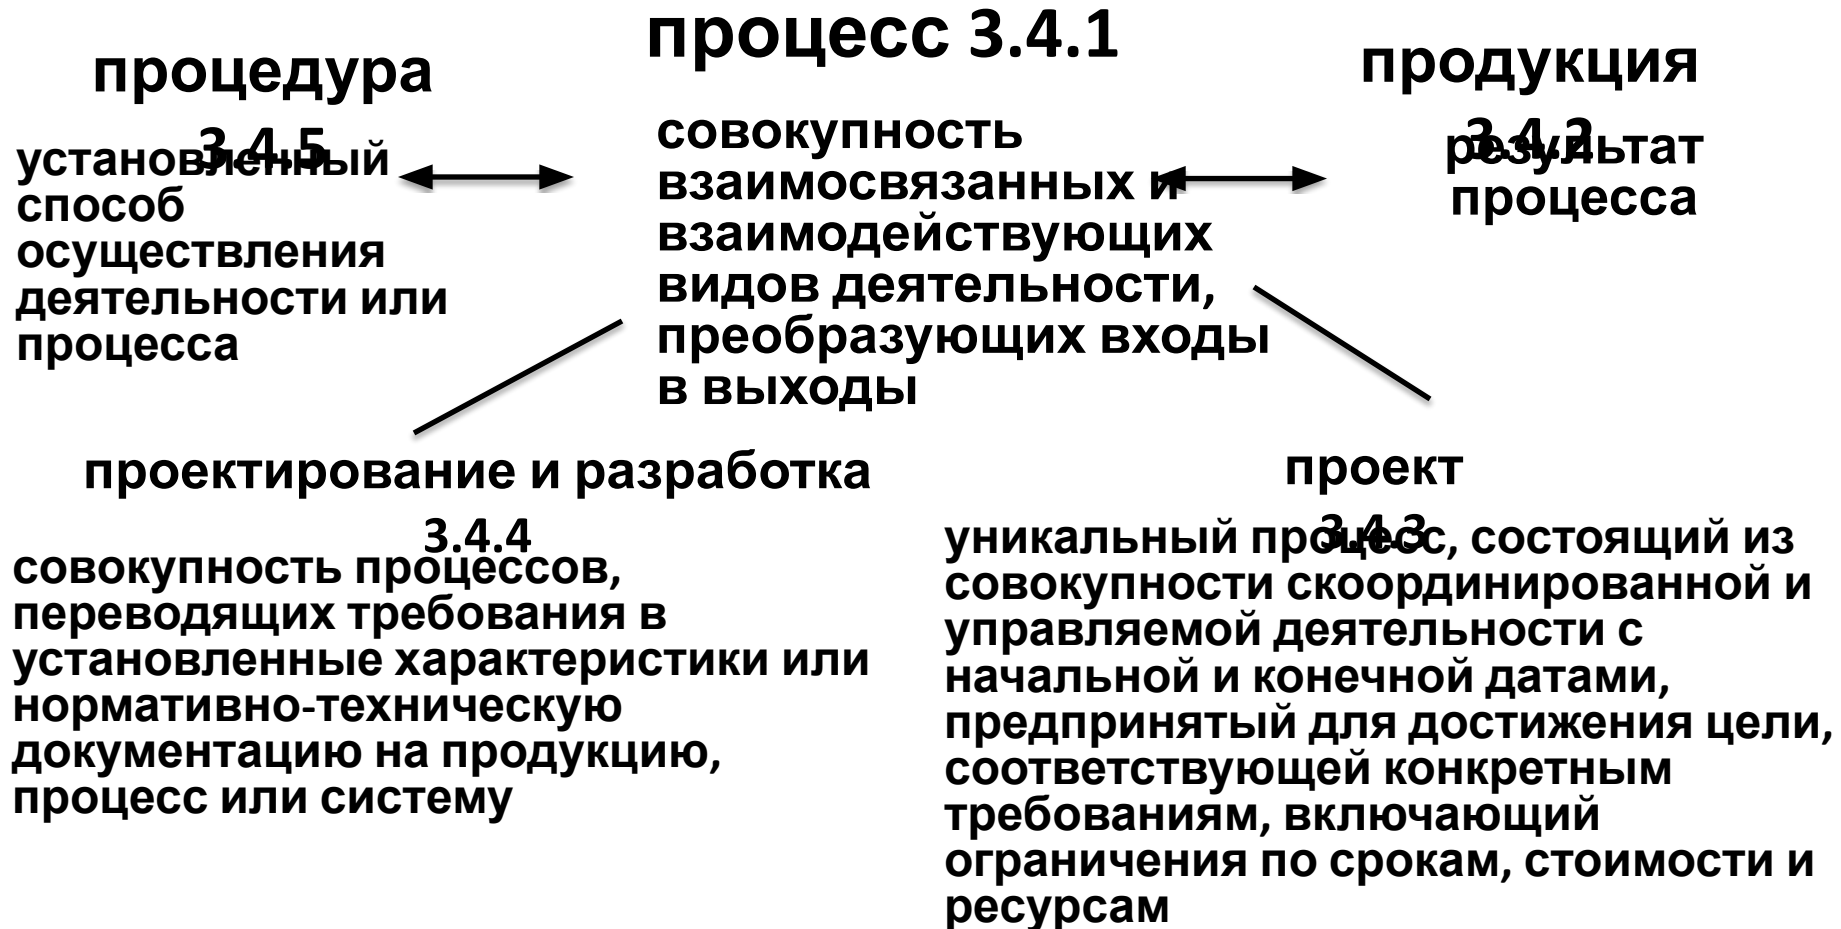 процесс 3.4.1
процедура
3.4.5
установленный
способ
осуществления
деятельности или
процесса
совокупность
взаимосвязанных и
взаимодействующих
видов деятельности,
преобразующих входы
в выходы
продукция
3.4.2
результат
процесса
проектирование и разработка
3.4.4
совокупность процессов,
переводящих требования в
установленные характеристики или
нормативно-техническую
документацию на продукцию,
процесс или систему
проект
3.4.3
уникальный процесс, состоящий из
совокупности скоординированной и
управляемой деятельности с
начальной и конечной датами,
предпринятый для достижения цели,
соответствующей конкретным
требованиям, включающий
ограничения по срокам, стоимости и
ресурсам